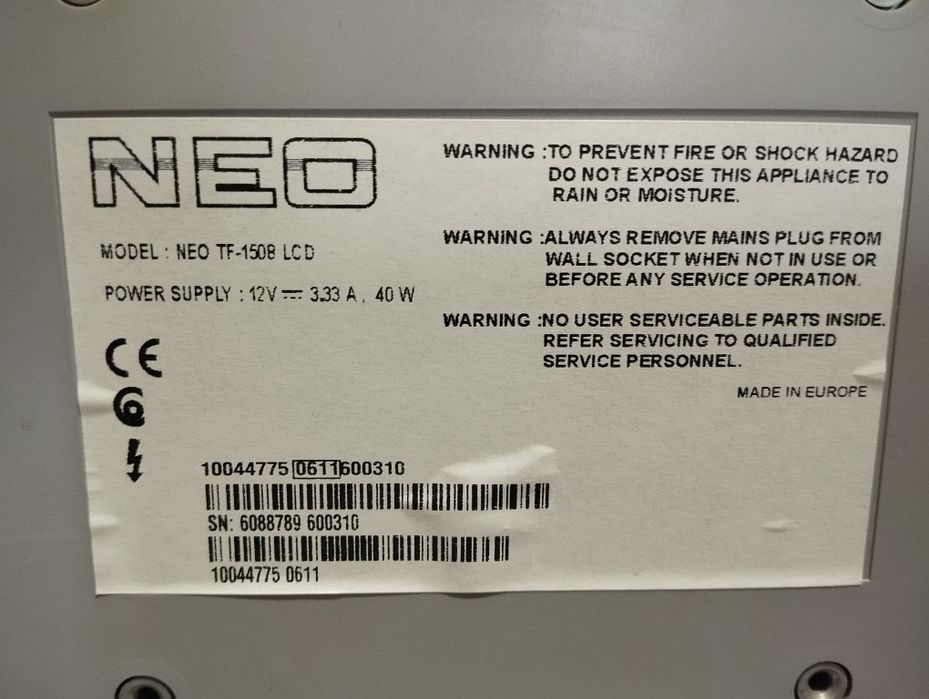 NEO
MODEL : NEO TF-1508 LCD
POWER SUPPLY : 12V ⎓ 3.33 A , 40 W
CE
WARNING :TO PREVENT FIRE OR SHOCK HAZARD
DO NOT EXPOSE THIS APPLIANCE TO
RAIN OR MOISTURE.
WARNING :ALWAYS REMOVE MAINS PLUG FROM
WALL SOCKET WHEN NOT IN USE OR
BEFORE ANY SERVICE OPERATION.
WARNING :NO USER SERVICEABLE PARTS INSIDE.
REFER SERVICING TO QUALIFIED
SERVICE PERSONNEL.
MADE IN EUROPE
10044775 0611 600310
SN: 6088789 600310
10044775 0611